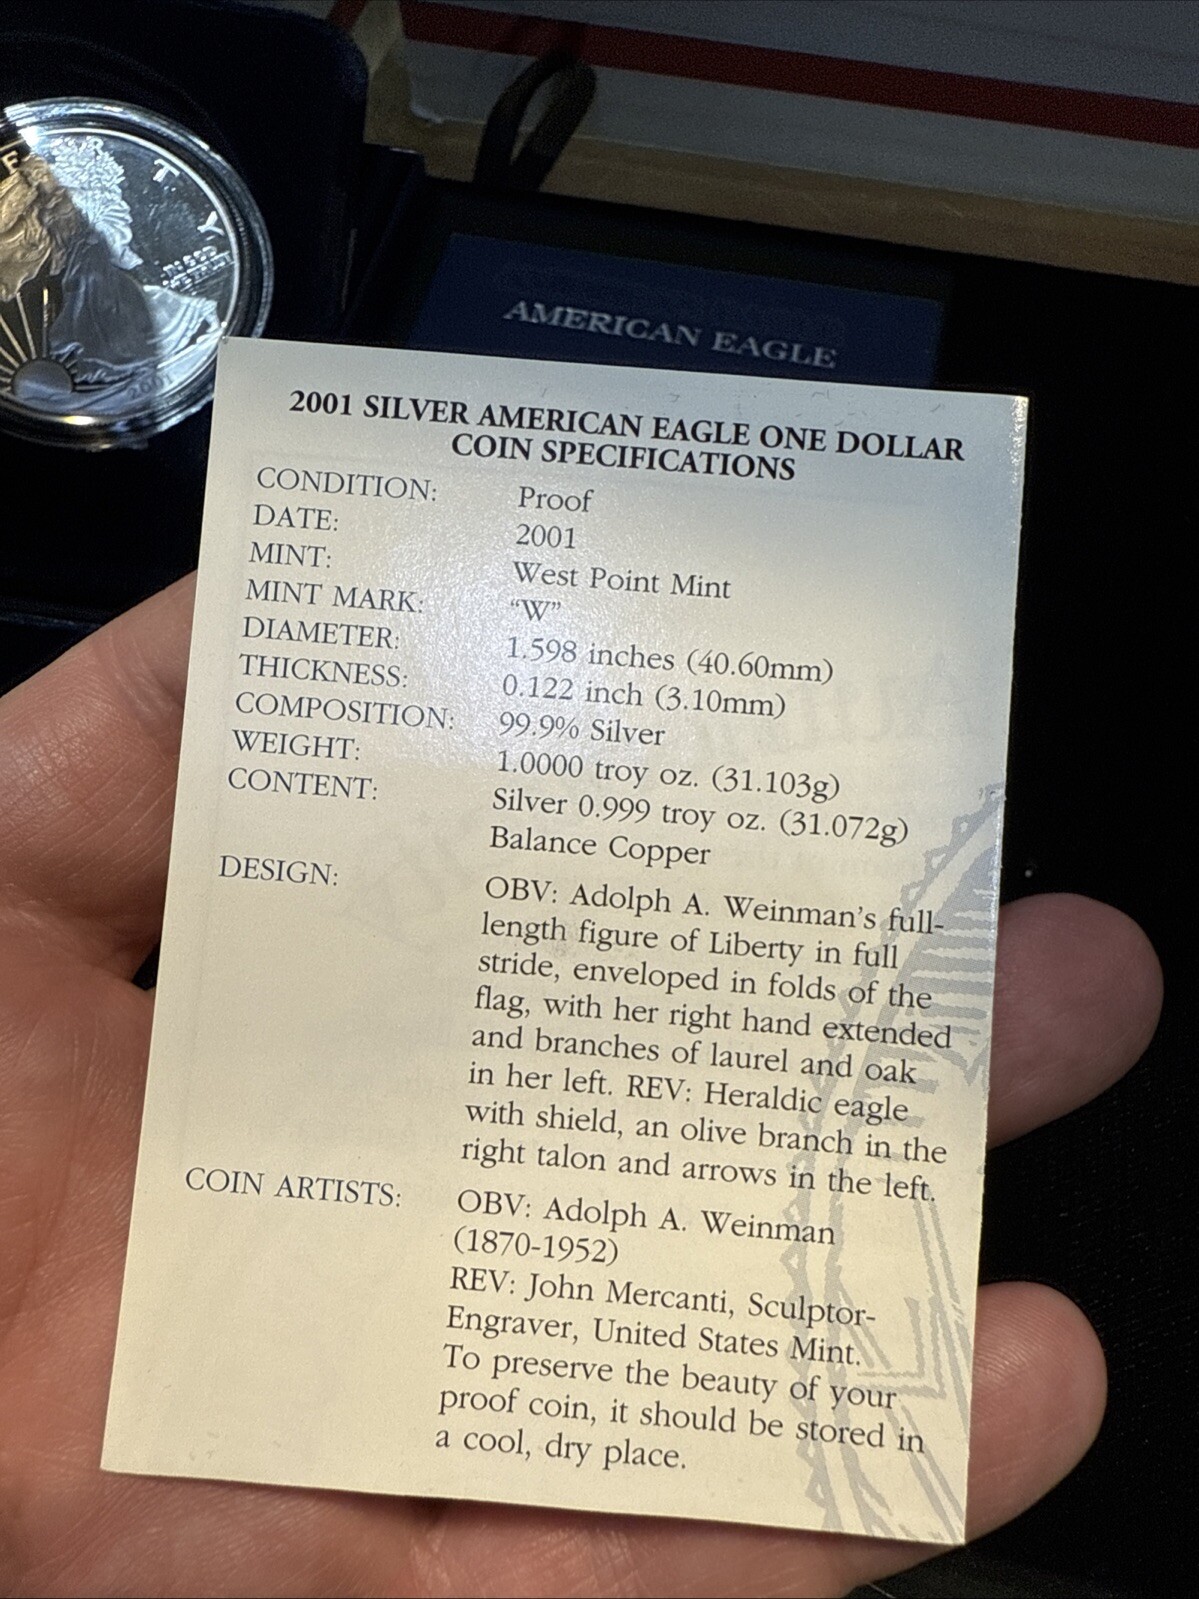 F
R T Y
IN GOD
WE TRUST
2001
AMERICAN EAGLE
2001 SILVER AMERICAN EAGLE ONE DOLLAR
COIN SPECIFICATIONS
CONDITION: Proof
DATE: 2001
MINT: West Point Mint
MINT MARK: “W”
DIAMETER: 1.598 inches (40.60mm)
THICKNESS: 0.122 inch (3.10mm)
COMPOSITION: 99.9% Silver
WEIGHT: 1.0000 troy oz. (31.103g)
CONTENT: Silver 0.999 troy oz. (31.072g)
Balance Copper
DESIGN: OBV: Adolph A. Weinman’s full-
length figure of Liberty in full
stride, enveloped in folds of the
flag, with her right hand extended
and branches of laurel and oak
in her left. REV: Heraldic eagle
with shield, an olive branch in the
right talon and arrows in the left.
COIN ARTISTS: OBV: Adolph A. Weinman
(1870-1952)
REV: John Mercanti, Sculptor-
Engraver, United States Mint.
To preserve the beauty of your
proof coin, it should be stored in
a cool, dry place.